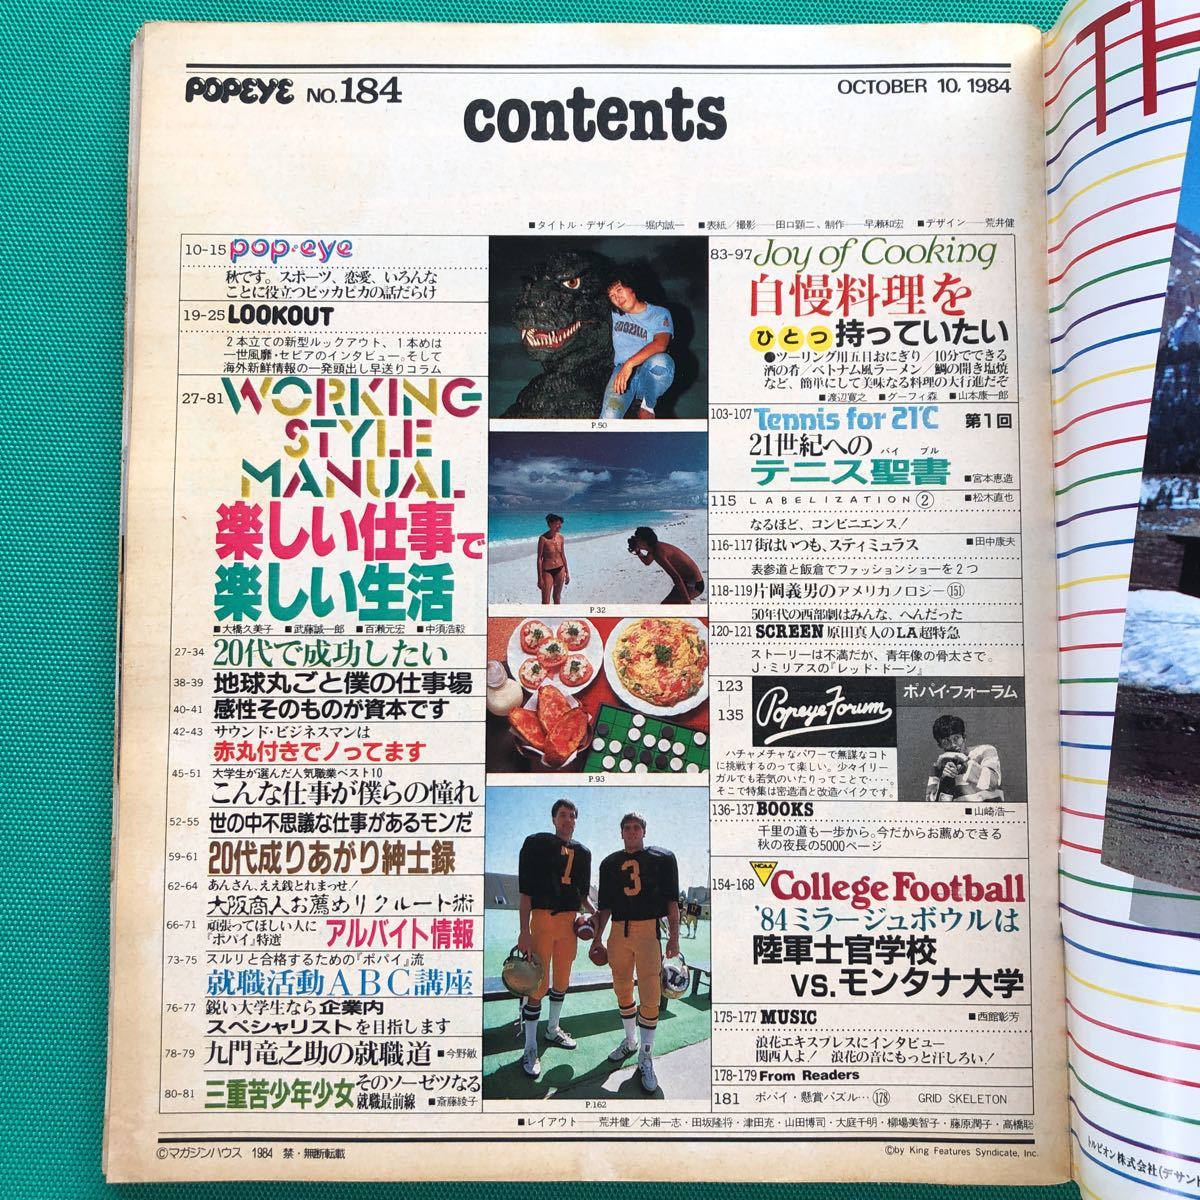 POPEYE NO.184
OCTOBER 10, 1984
contents
■タイトル・デザイン──堀内誠一 ■表紙/撮影──田口顕二、制作──早瀬和宏 ■デザイン──荒井健
10-15 pop・eye
秋です。スポーツ、恋愛、いろんな
ことに役立つピッカピカの話だらけ
19-25 LOOKOUT
2本立ての新型ルックアウト、1本めは
一世風靡・セピアのインタビュー。そして
海外新鮮情報の一発頭出し早送りコラム
27-81 WORKING
STYLE
MANUAL
楽しい仕事で
楽しい生活
■大橋久美子 ■武藤誠一郎 ■百瀬元宏 ■中須浩毅
27-34 20代で成功したい
38-39 地球丸ごと僕の仕事場
40-41 感性そのものが資本です
42-43 サウンド・ビジネスマンは
赤丸付きでノってます
45-51 大学生が選んだ人気職業ベスト10
こんな仕事が僕らの憧れ
52-55 世の中不思議な仕事があるモンだ
59-61 20代成りあがり紳士録
62-64 あんさん、ええ銭とれまっせ!
大阪商人お薦めリクルート術
66-71 頑張ってほしい人に
『ポパイ』特選 アルバイト情報
73-75 スルリと合格するための『ポパイ』流
就職活動ABC講座
76-77 鋭い大学生なら企業内
スペシャリストを目指します
78-79 九門竜之助の就職道 ■今野敏
80-81 三重苦少年少女 そのソーゼツなる
就職最前線 ■斎藤綾子
GODZILLA
P.50
P.32
P.93
7
3
P.162
83-97 Joy of Cooking
自慢料理を
ひとつ持っていたい
●ツーリング用五目おにぎり/10分でできる
酒の肴/ベトナム風ラーメン/鯛の開き塩焼
など、簡単にして美味なる料理の大行進だぞ
■渡辺寛之 ■グーフィ森 ■山本康一郎
103-107 Tennis for 21℃ 第1回
21世紀への
テニス聖書 バイブル ■宮本恵造
115 LABELIZATION② ■松木直也
なるほど、コンビニエンス!
116-117 街はいつも、スティミュラス ■田中康夫
表参道と飯倉でファッションショーを2つ
118-119 片岡義男のアメリカノロジー(151)
50年代の西部劇はみんな、へんだった
120-121 SCREEN 原田真人のLA超特急
ストーリーは不満だが、青年像の骨太さで。
J・ミリアスの『レッド・ドーン』
123
|
135
Popeye Forum
ポパイ・フォーラム
ハチャメチャなパワーで無謀なコト
に挑戦するのって楽しい。少々イリー
ガルでも若気のいたりってことで‥‥。
そこで特集は密造酒と改造バイクです。
136-137 BOOKS ■山崎浩一
千里の道も一歩から。今だからお薦めできる
秋の夜長の5000ページ
154-168 NCAA College Football
'84ミラージュボウルは
陸軍士官学校
VS.モンタナ大学
175-177 MUSIC ■西館彰芳
浪花エキスプレスにインタビュー
関西人よ! 浪花の音にもっと汗しろい!
178-179 From Readers
181 ポパイ・懸賞パズル…(178) GRID SKELETON
■レイアウト──荒井健/大浦一志・田坂隆将・津田充・山田博司・大庭千明・柳場美智子・藤原潤子・高橋聡
©マガジンハウス 1984 禁・無断転載
©by King Features Syndicate, Inc.
TH
トルビオン株式会社(デサント